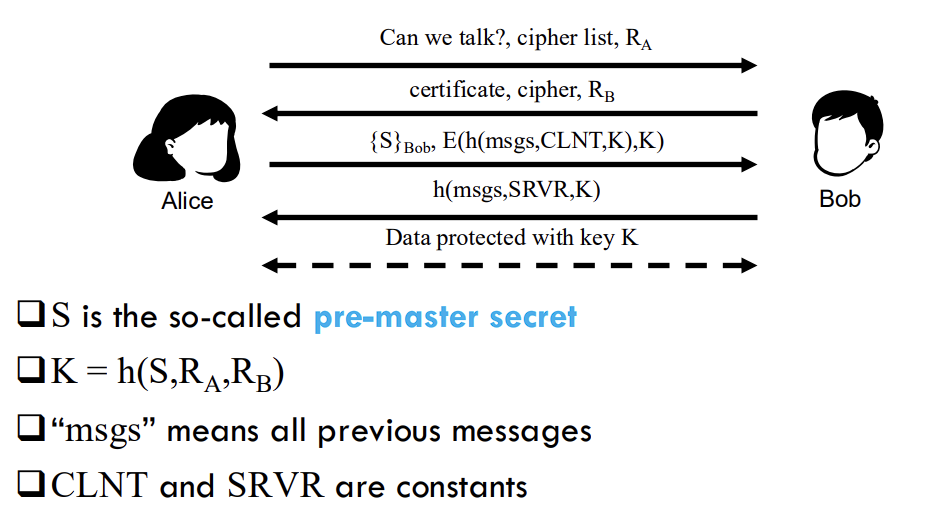 Can we talk?, cipher list, R_A
certificate, cipher, R_B
{S}_Bob, E(h(msgs,CLNT,K),K)
h(msgs,SRVR,K)
Data protected with key K
Alice
Bob
❑S is the so-called pre-master secret
❑K = h(S,R_A,R_B)
❑“msgs” means all previous messages
❑CLNT and SRVR are constants